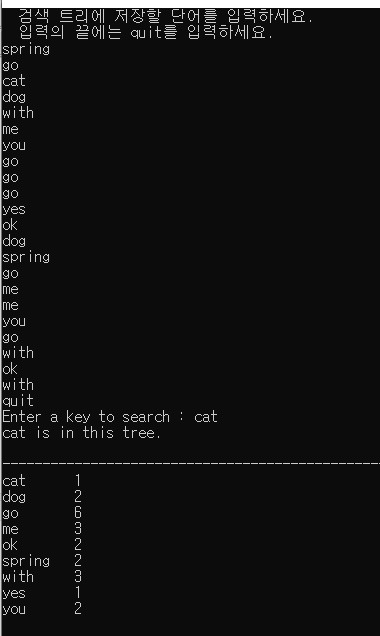 검색 트리에 저장할 단어를 입력하세요.
입력의 끝에는 quit를 입력하세요.
spring
go
cat
dog
with
me
you
go
go
go
yes
ok
dog
spring
go
me
me
you
go
with
ok
with
quit
Enter a key to search : cat
cat is in this tree.
------------------------------------------------
cat 1
dog 2
go 6
me 3
ok 2
spring 2
with 3
yes 1
you 2